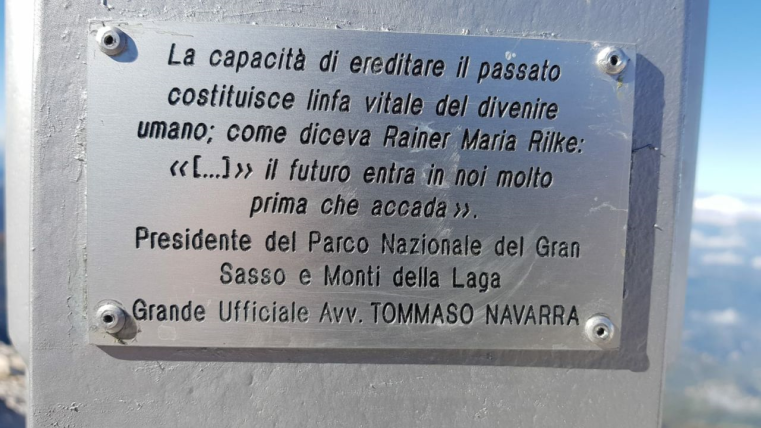 La capacità di ereditare il passato
costituisce linfa vitale del divenire
umano; come diceva Rainer Maria Rilke:
‹‹[...]›› il futuro entra in noi molto
prima che accada››.
Presidente del Parco Nazionale del Gran
Sasso e Monti della Laga
Grande Ufficiale Avv. TOMMASO NAVARRA